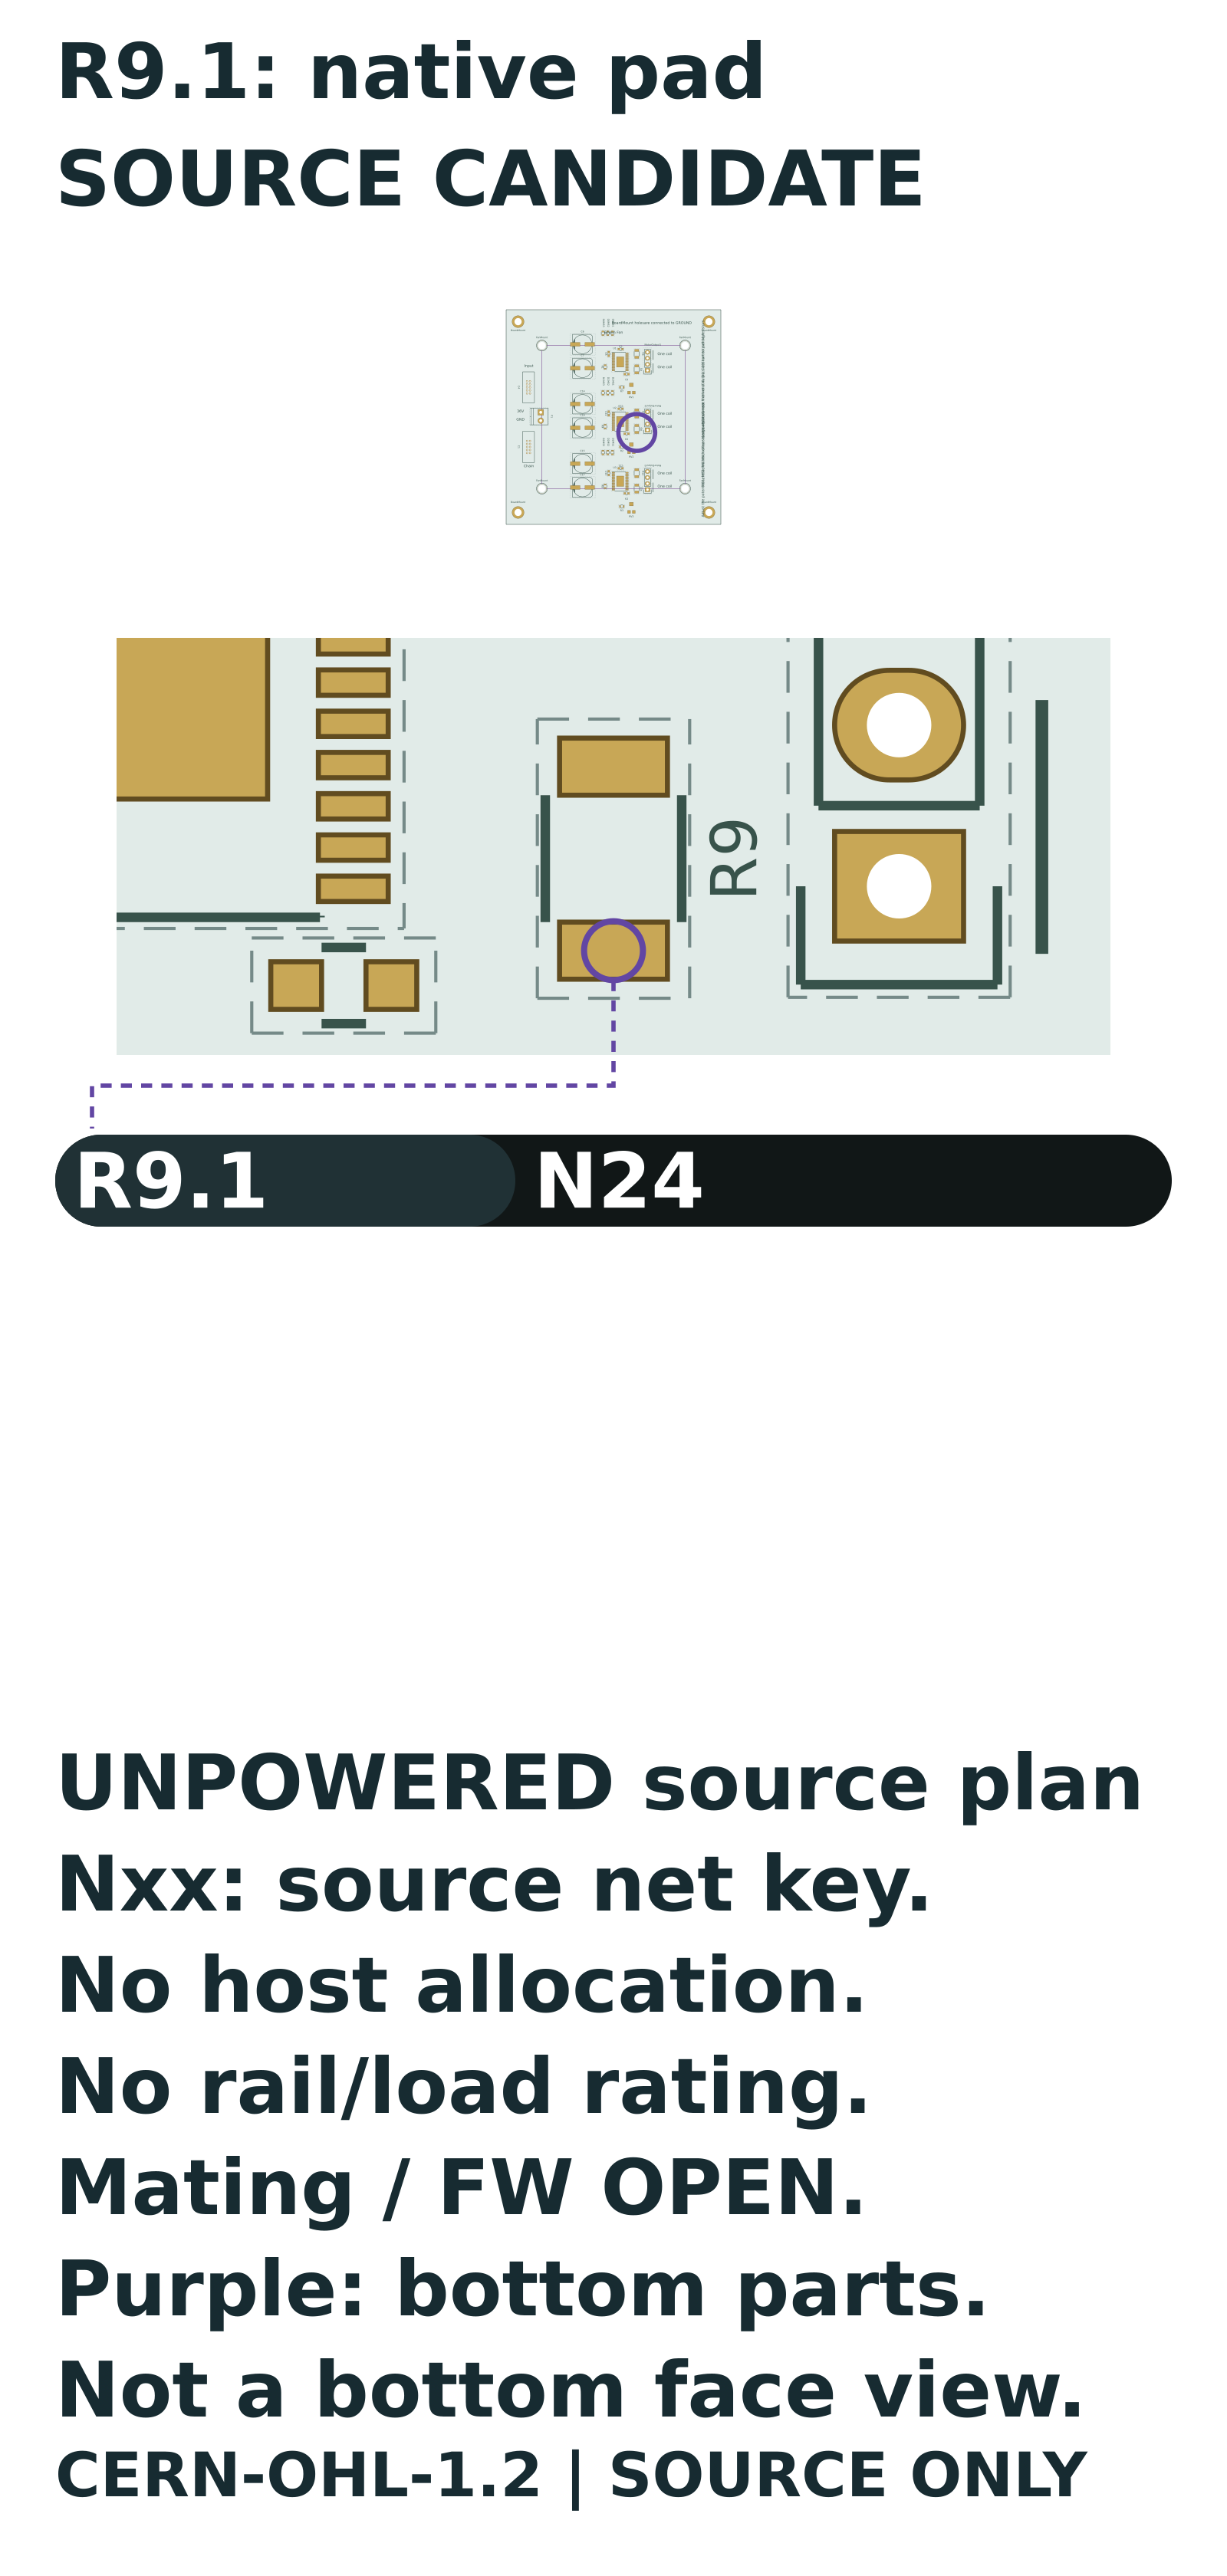 R9.1: native pad
SOURCE CANDIDATE
R9
R9.1 N24
UNPOWERED source plan
Nxx: source net key.
No host allocation.
No rail/load rating.
Mating / FW OPEN.
Purple: bottom parts.
Not a bottom face view.
CERN-OHL-1.2 | SOURCE ONLY